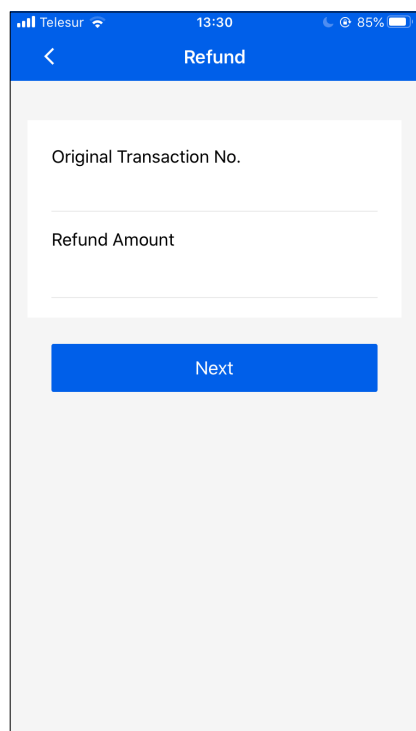 Telesur 13:30 85%
Refund
Original Transaction No.
Refund Amount
Next